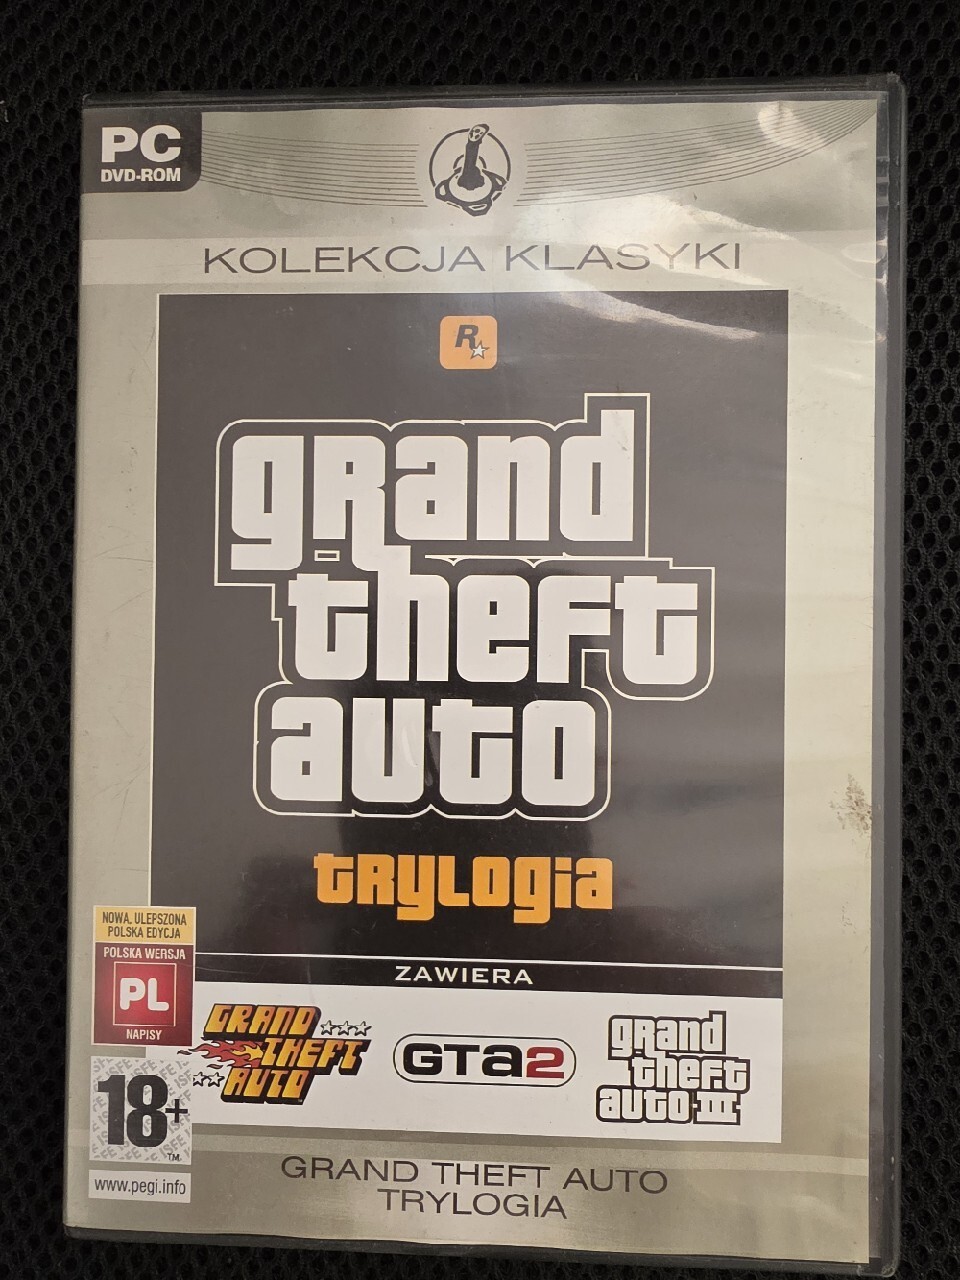 PC
DVD-ROM
KOLEKCJA KLASYKI
R
grand
theft
auto
trylogia
ZAWIERA
NOWA, ULEPSZONA
POLSKA EDYCJA
POLSKA WERSJA
PL
NAPISY
GRAND
THEFT
AUTO
GTA2
grand
theft
auto III
18+
TM
www.pegi.info
GRAND THEFT AUTO
TRYLOGIA